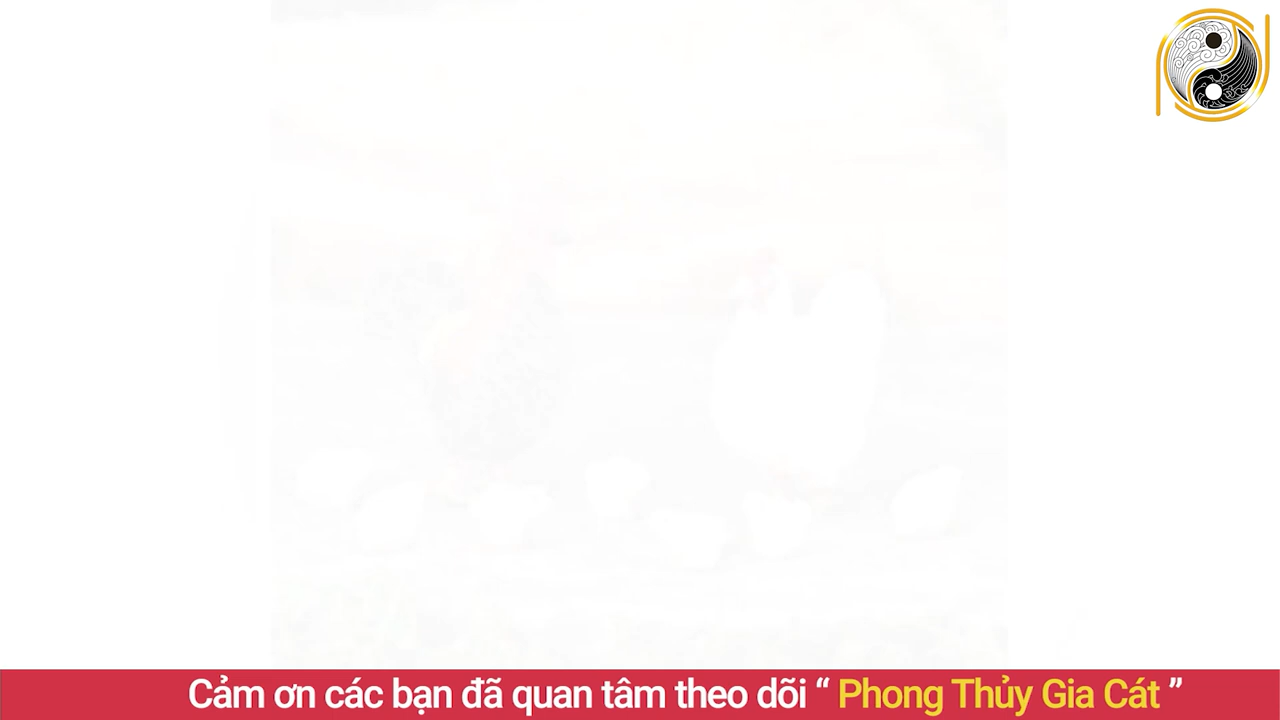 Cảm ơn các bạn đã quan tâm theo dõi “ Phong Thủy Gia Cát ”